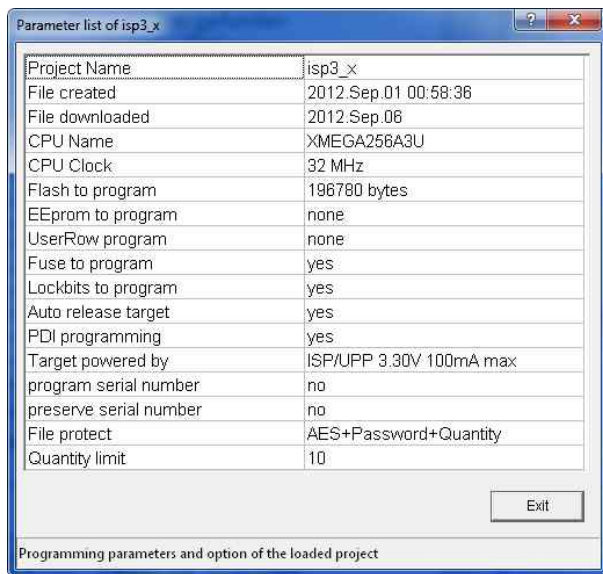 Parameter list of isp3_x
Project Name isp3_x
File created 2012.Sep.01 00:58:36
File downloaded 2012.Sep.06
CPU Name XMEGA256A3U
CPU Clock 32 MHz
Flash to program 196780 bytes
EEprom to program none
UserRow program none
Fuse to program yes
Lockbits to program yes
Auto release target yes
PDI programming yes
Target powered by ISP/UPP 3.30V 100mA max
program serial number no
preserve serial number no
File protect AES+Password+Quantity
Quantity limit 10
Exit
Programming parameters and option of the loaded project